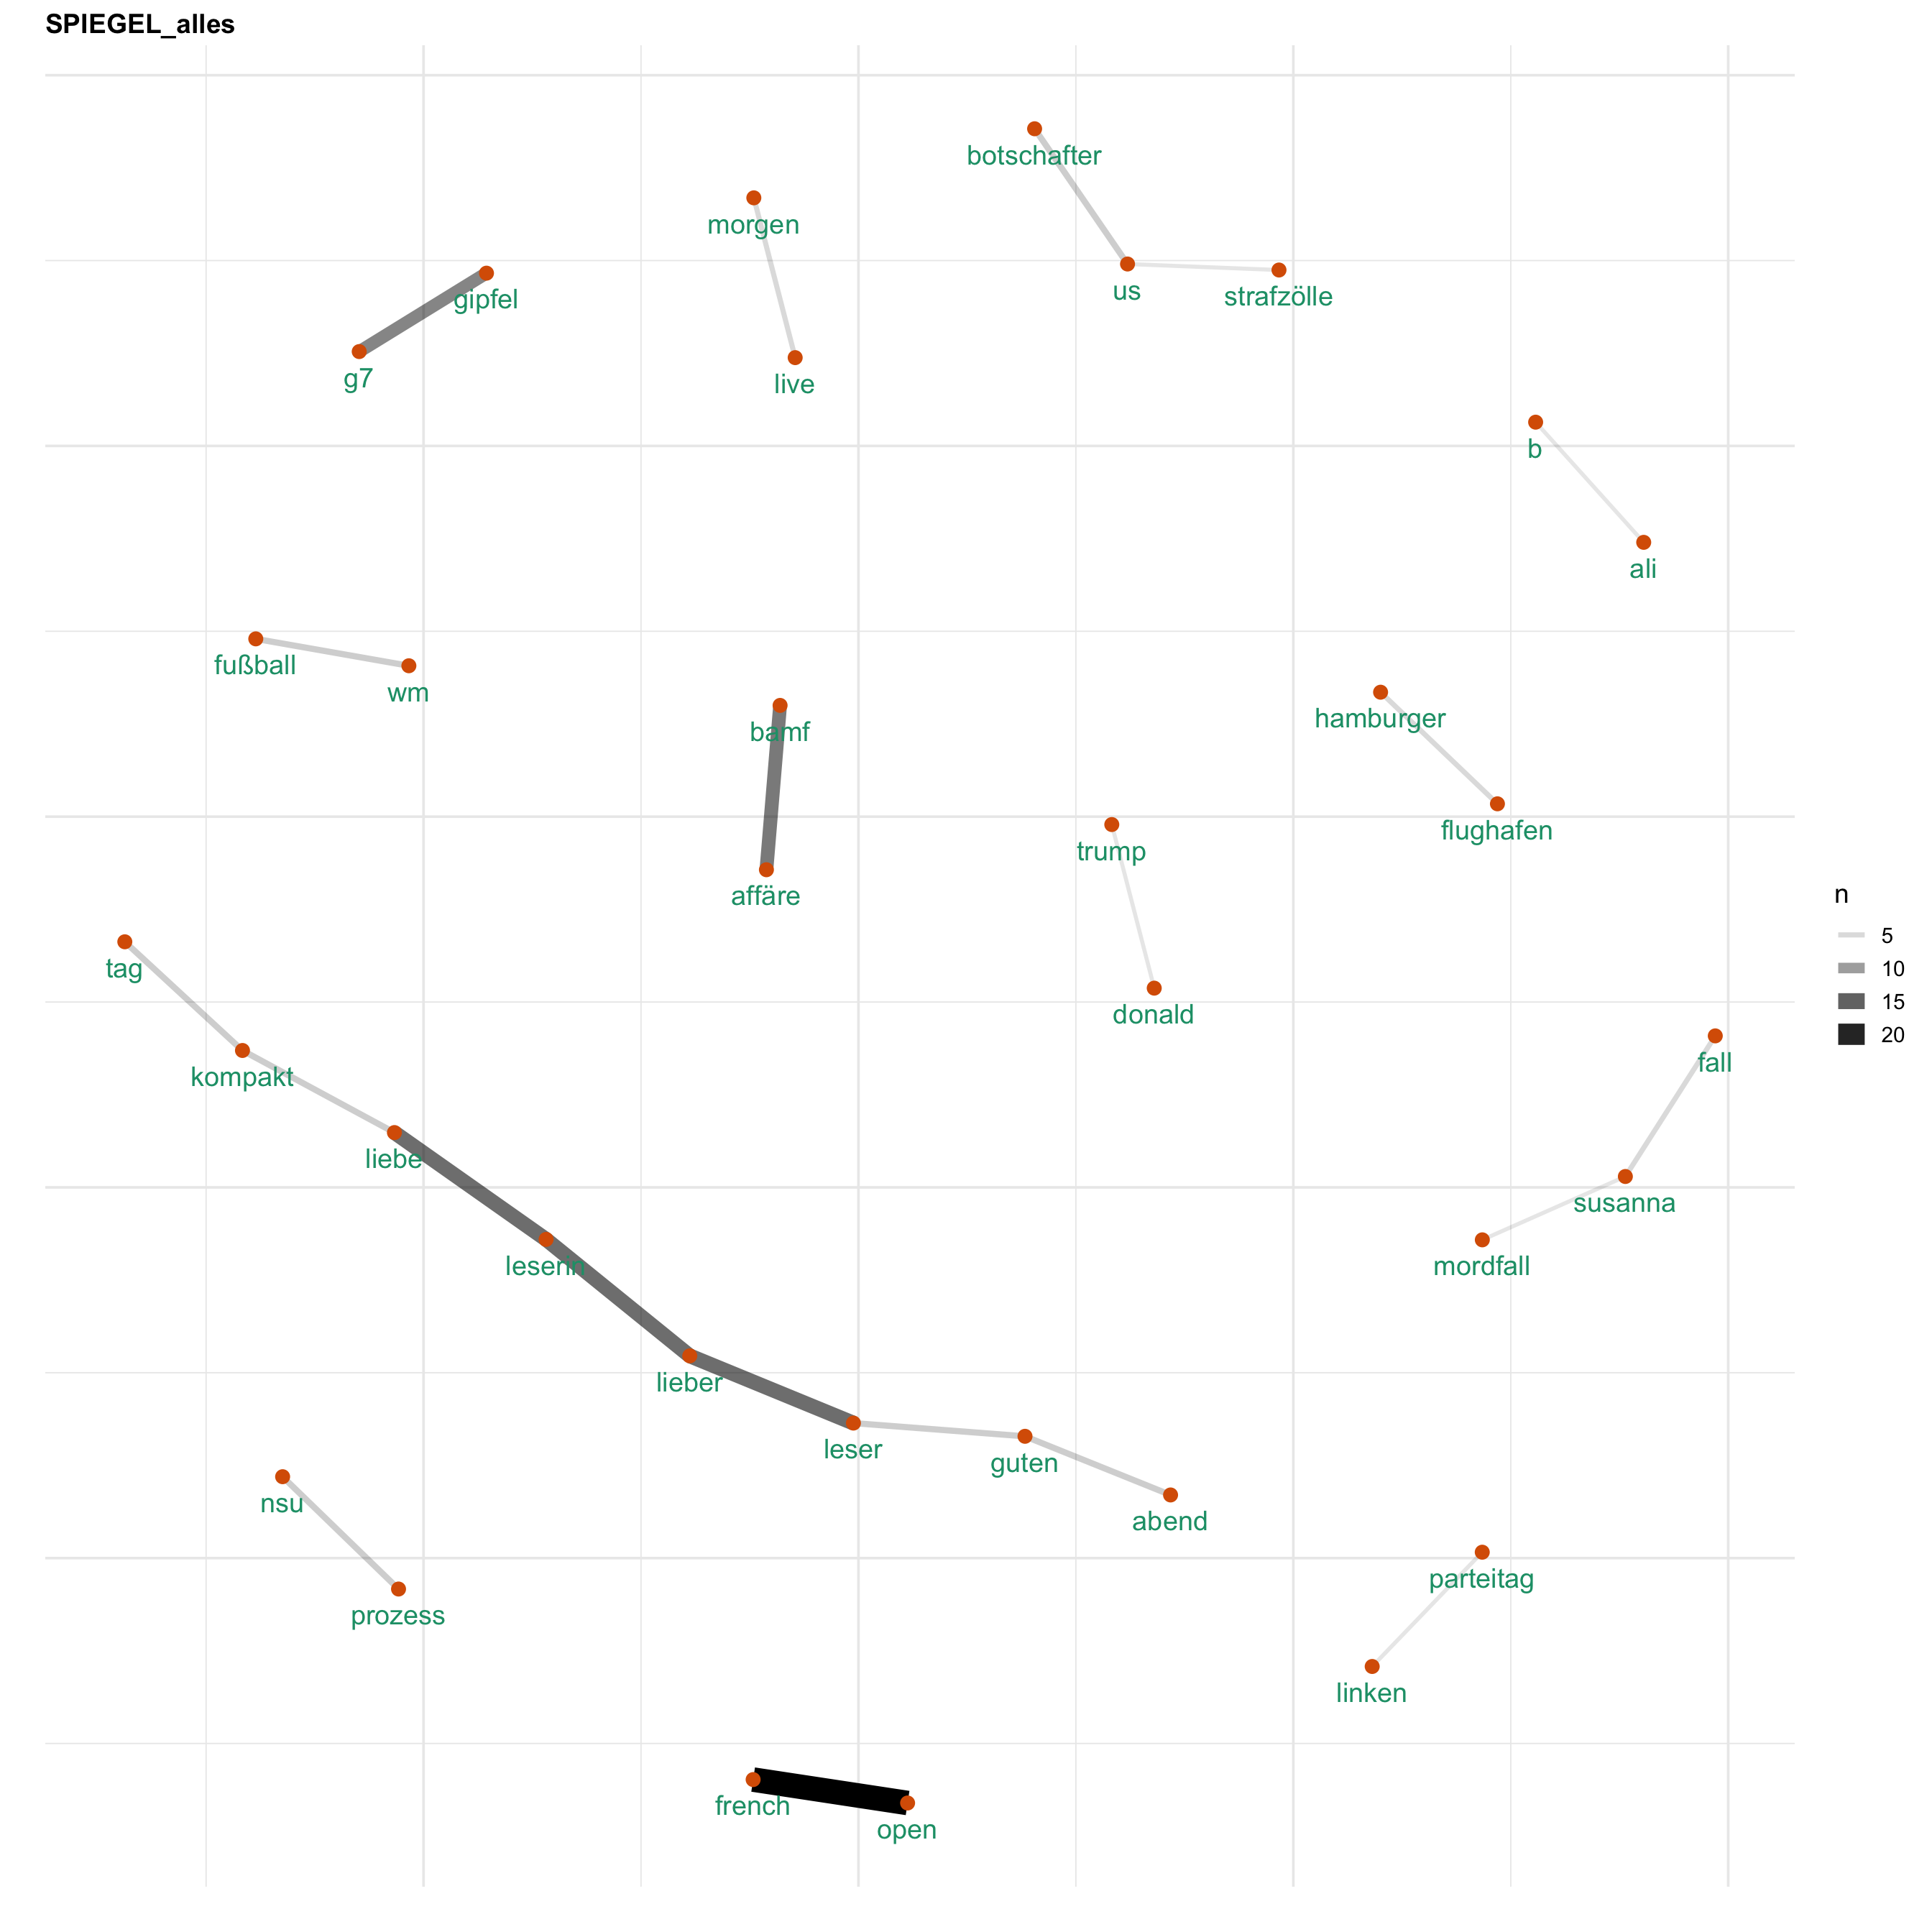 SPIEGEL_alles
botschafter
morgen
us
strafzölle
gipfel
g7
live
b
ali
fußball
wm
bamf
hamburger
flughafen
trump
affäre
n
5
10
15
20
tag
donald
kompakt
fall
liebe
susanna
leserin
mordfall
lieber
leser
guten
abend
nsu
prozess
parteitag
linken
french
open